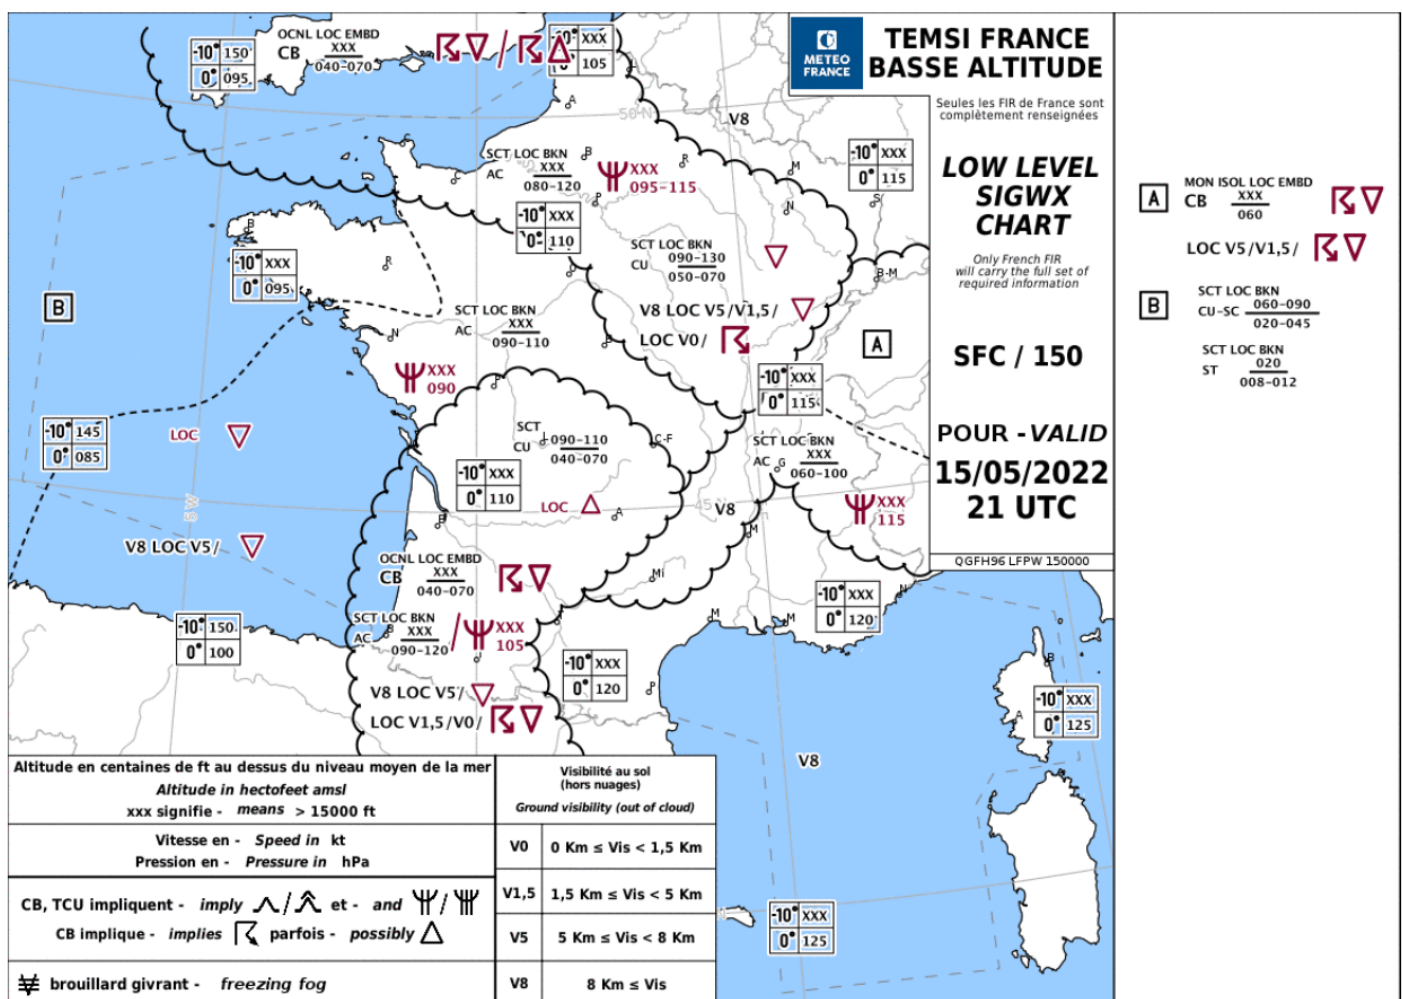 OCNL LOC EMBD
CB XXX
040-070
-10° 150
0° 095
-10° XXX
0° 105
METEO
FRANCE
TEMSI FRANCE
BASSE ALTITUDE
Seules les FIR de France sont
complètement renseignées
LOW LEVEL
SIGWX
CHART
Only French FIR
will carry the full set of
required information
SFC / 150
POUR - VALID
15/05/2022
21 UTC
QGFH96 LFPW 150000
A
MON ISOL LOC EMBD
CB XXX
060
LOC V5/V1,5/
B
SCT LOC BKN
CU-SC 060-090
020-045
SCT LOC BKN
ST 020
008-012
50 N
V8
A
C
C
B
R
P
M
N
S
-10° XXX
0° 115
SCT LOC BKN
AC XXX
080-120
XXX
095-115
-10° XXX
0° 110
SCT LOC BKN
CU 090-130
050-070
V8 LOC V5/V1,5/
LOC V0/
B-M
A
B
R
-10° XXX
0° 095
B
N
SCT LOC BKN
AC XXX
090-110
XXX
090
P
-10° XXX
0° 115
-10° 145
0° 085
LOC
SCT
CU 090-110
040-070
L
C-F
SCT LOC BKN
AC XXX
060-100
G
-10° XXX
0° 110
LOC
A
45 N
V8
M
XXX
115
5 W
V8 LOC V5/
B
OCNL LOC EMBD
CB XXX
040-070
Mi
-10° XXX
0° 120
N
M
M
SCT LOC BKN
AC XXX
090-120
/
XXX
105
B
-10° 150
0° 100
-10° XXX
0° 120
P
V8 LOC V5/
LOC V1,5/V0/
B
A
-10° XXX
0° 125
V8
-10° XXX
0° 125
Altitude en centaines de ft au dessus du niveau moyen de la mer
Altitude in hectofeet amsl
xxx signifie - means > 15000 ft
Vitesse en - Speed in kt
Pression en - Pressure in hPa
CB, TCU impliquent - imply / et - and /
CB implique - implies parfois - possibly
brouillard givrant - freezing fog
Visibilité au sol
(hors nuages)
Ground visibility (out of cloud)
V0 0 Km ≤ Vis < 1,5 Km
V1,5 1,5 Km ≤ Vis < 5 Km
V5 5 Km ≤ Vis < 8 Km
V8 8 Km ≤ Vis